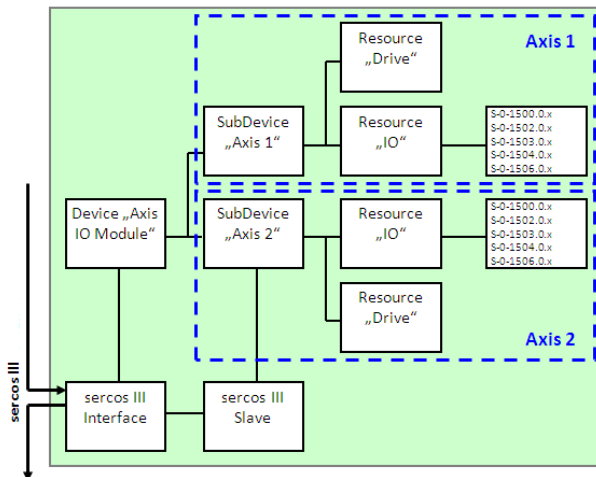 Resource
„Drive“
Axis 1
SubDevice
„Axis 1“
Resource
„IO“
S-0-1500.0.x
S-0-1502.0.x
S-0-1503.0.x
S-0-1504.0.x
S-0-1506.0.x
Device „Axis
IO Module“
SubDevice
„Axis 2“
Resource
„IO“
S-0-1500.0.x
S-0-1502.0.x
S-0-1503.0.x
S-0-1504.0.x
S-0-1506.0.x
Resource
„Drive“
Axis 2
sercos III
sercos III
Interface
sercos III
Slave